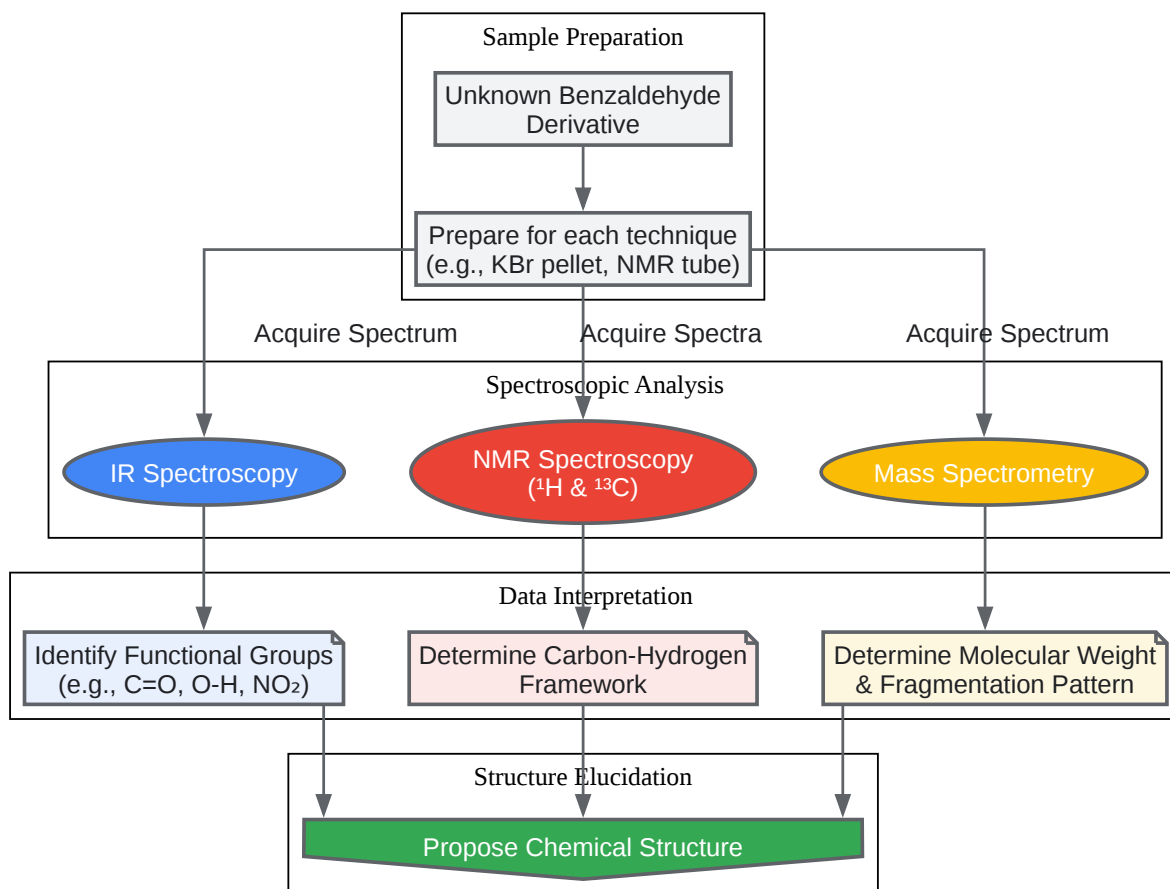 Sample Preparation
Unknown Benzaldehyde
Derivative
Prepare for each technique
(e.g., KBr pellet, NMR tube)
Acquire Spectrum
Acquire Spectra
Acquire Spectrum
Spectroscopic Analysis
IR Spectroscopy
NMR Spectroscopy
(¹H & ¹³C)
Mass Spectrometry
Data Interpretation
Identify Functional Groups
(e.g., C=O, O-H, NO₂)
Determine Carbon-Hydrogen
Framework
Determine Molecular Weight
& Fragmentation Pattern
Structure Elucidation
Propose Chemical Structure